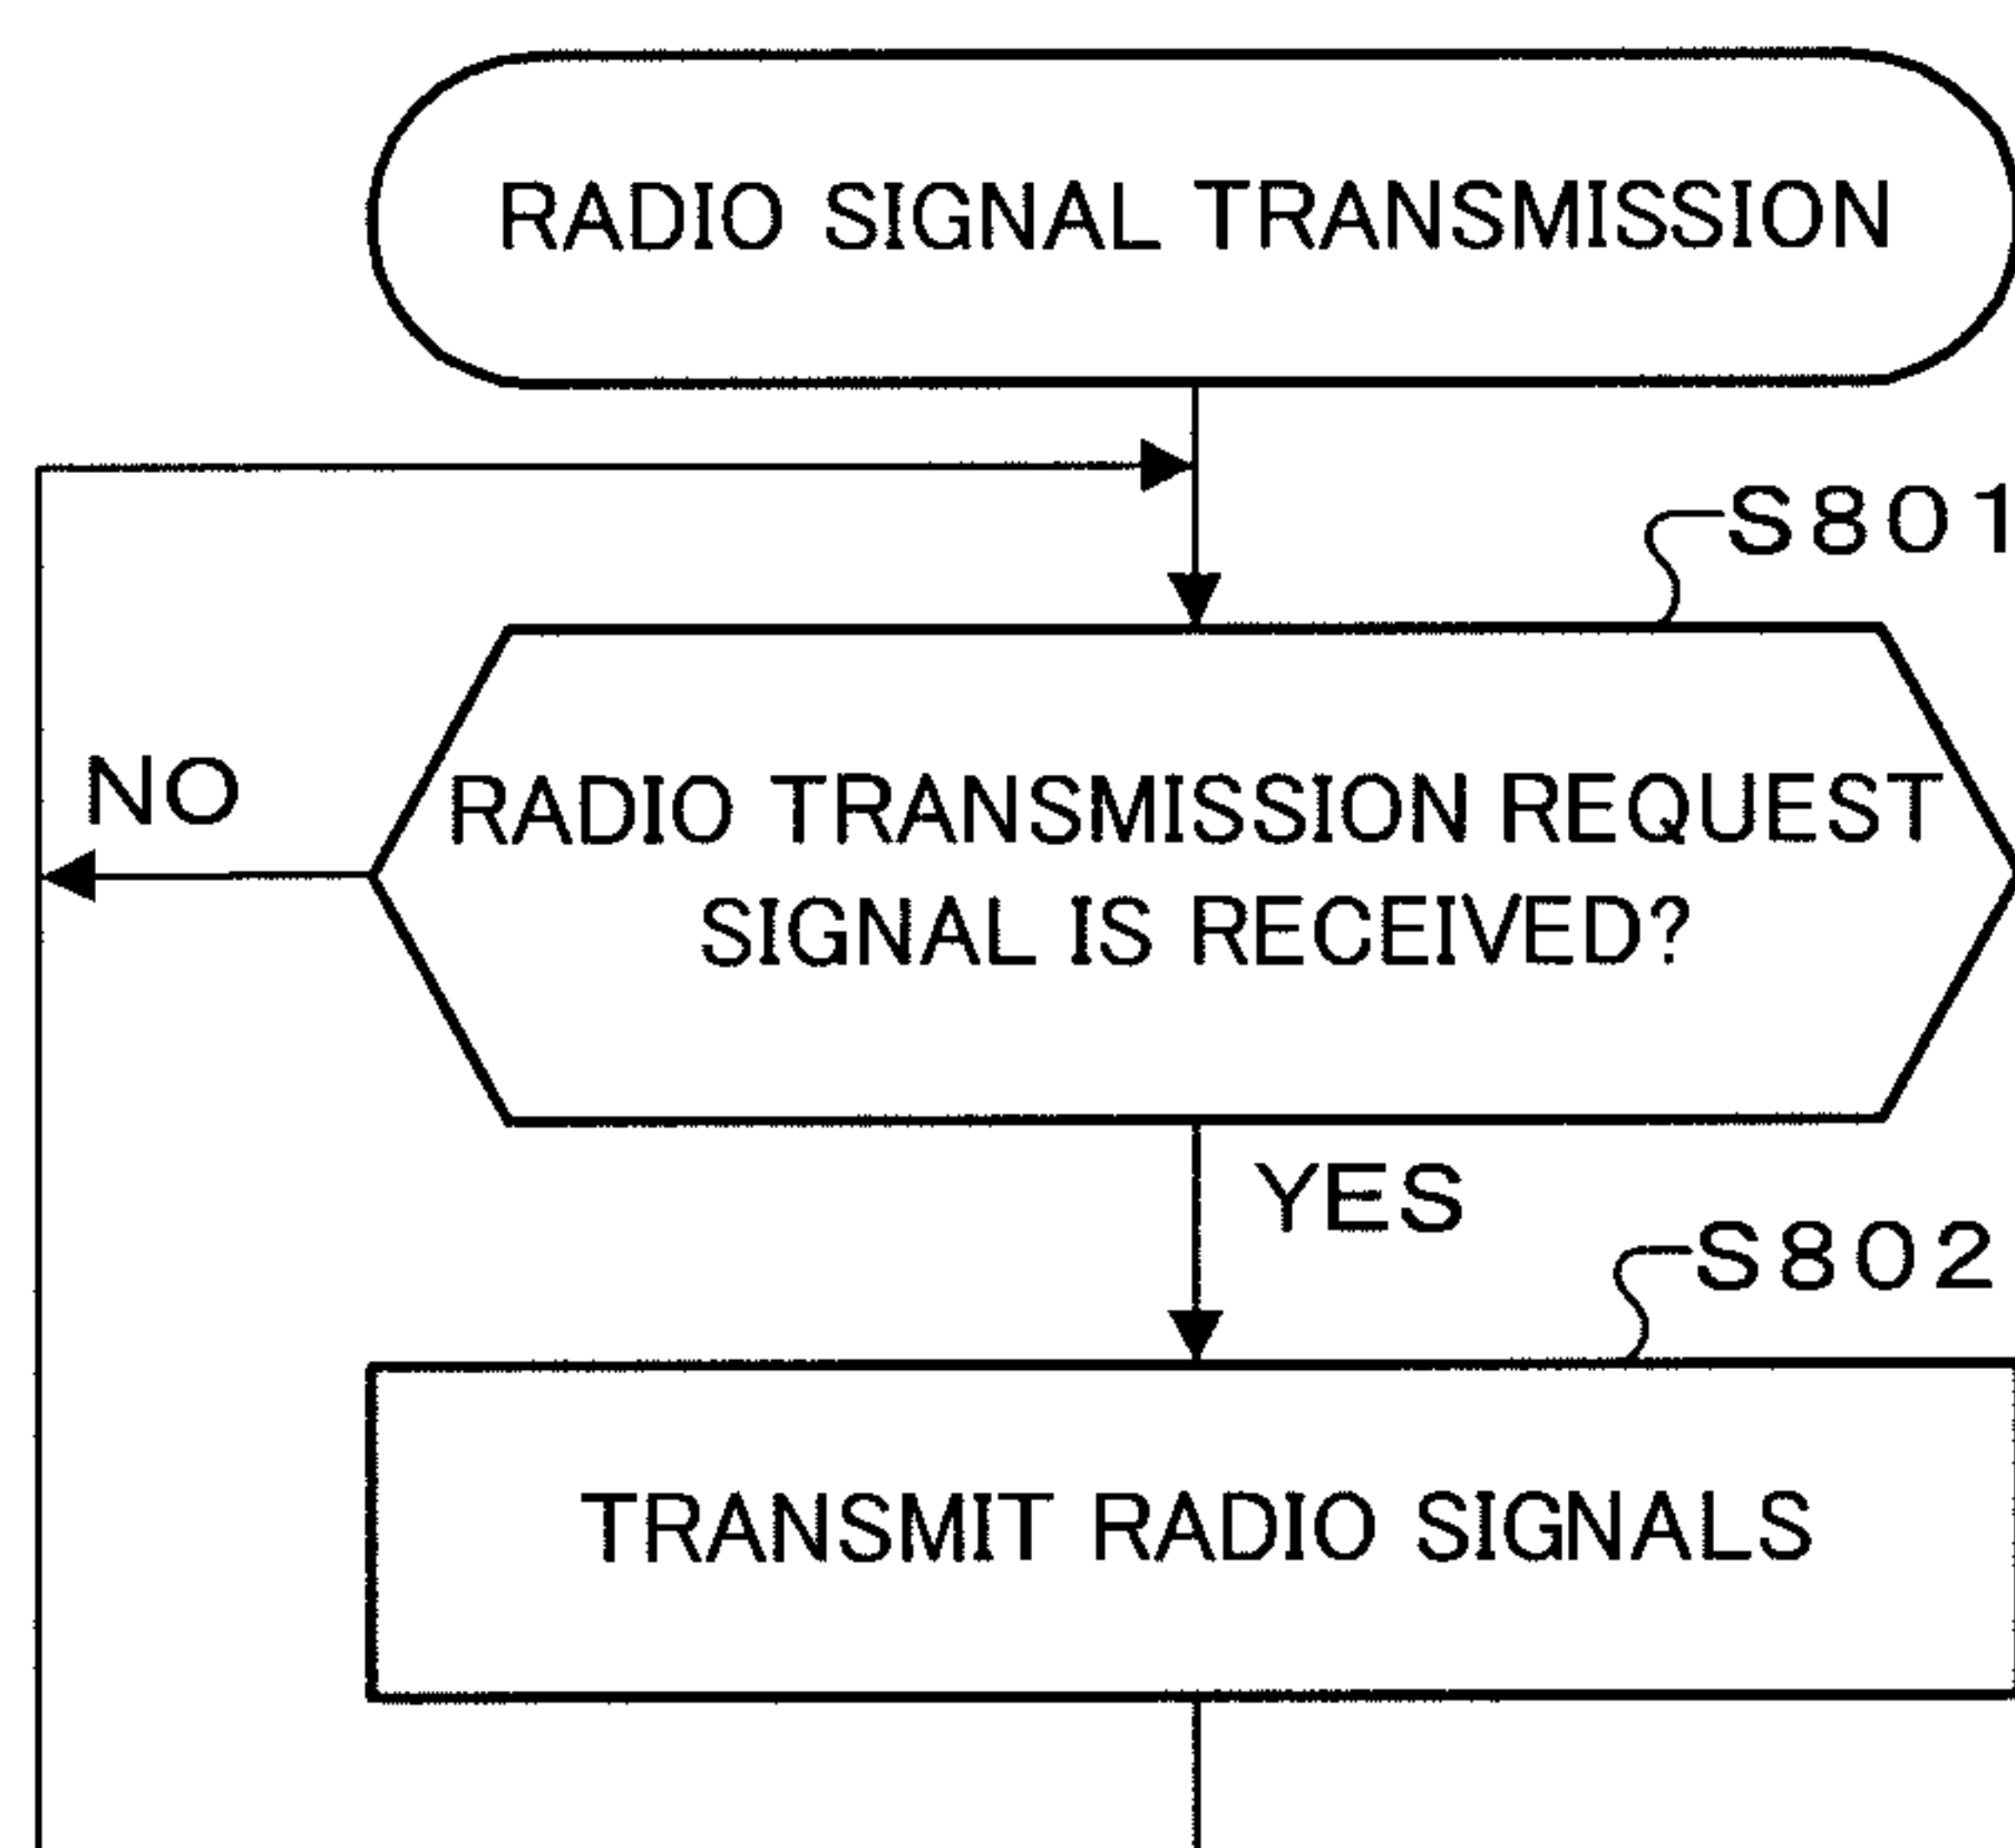 RADIO SIGNAL TRANSMISSION
S801
NO
RADIO TRANSMISSION REQUEST
SIGNAL IS RECEIVED?
YES
S802
TRANSMIT RADIO SIGNALS